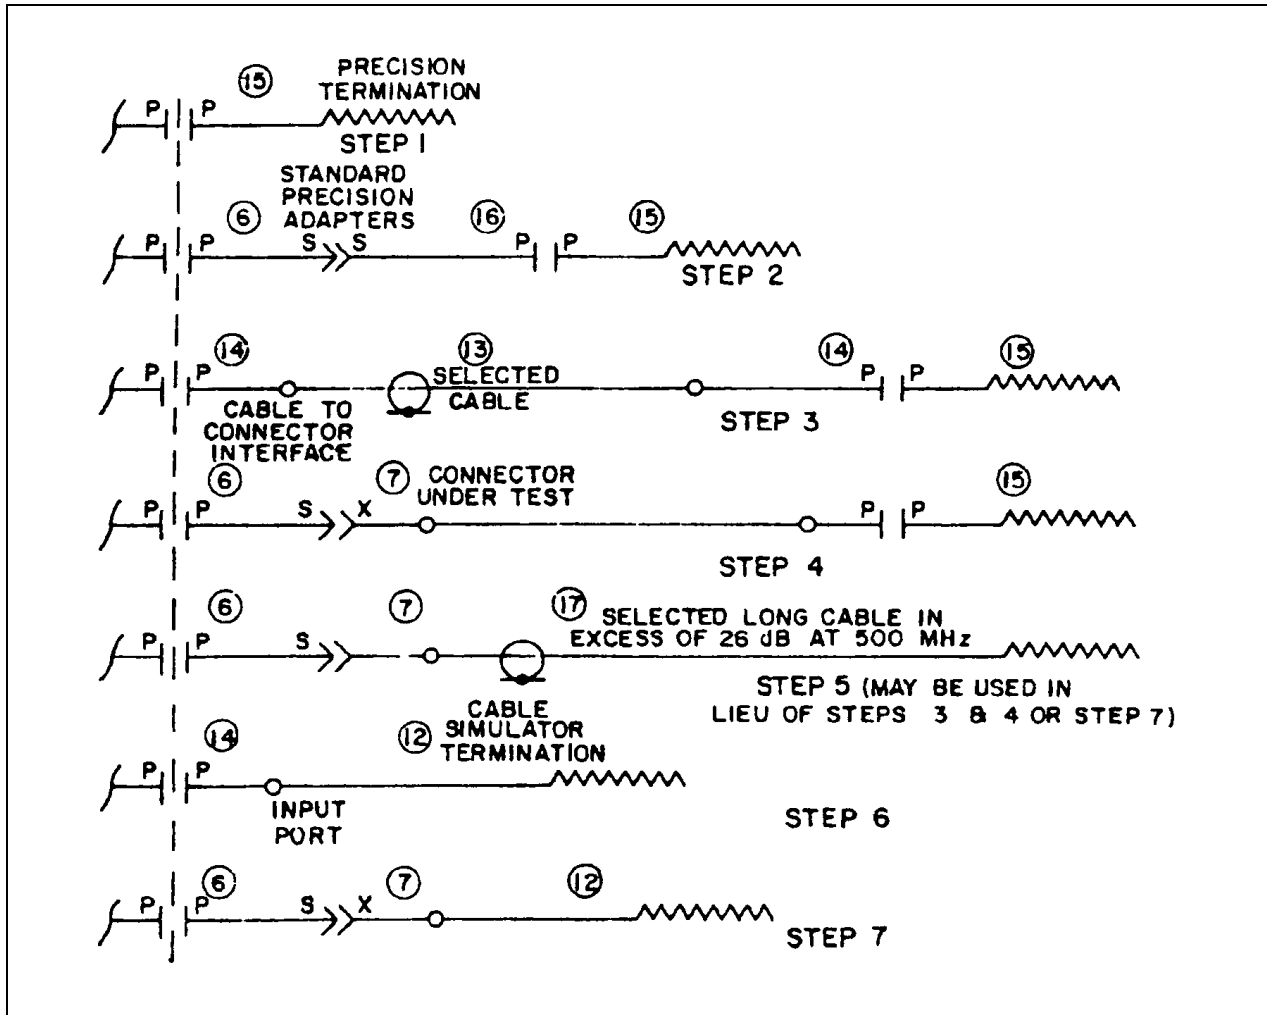 15 PRECISION
TERMINATION
P P
STEP 1
STANDARD
PRECISION
6 ADAPTERS 16 15
P P S S P P
STEP 2
14 13 14 15
P P SELECTED P P
CABLE
CABLE TO STEP 3
CONNECTOR
INTERFACE
6 7 CONNECTOR 15
UNDER TEST
P P S X P P
STEP 4
6 7 17 SELECTED LONG CABLE IN
EXCESS OF 26 dB AT 500 MHz
P P S
STEP 5 (MAY BE USED IN
LIEU OF STEPS 3 & 4 OR STEP 7)
CABLE
14 12 SIMULATOR
TERMINATION
P P
INPUT
PORT
STEP 6
6 7 12
P P S X
STEP 7